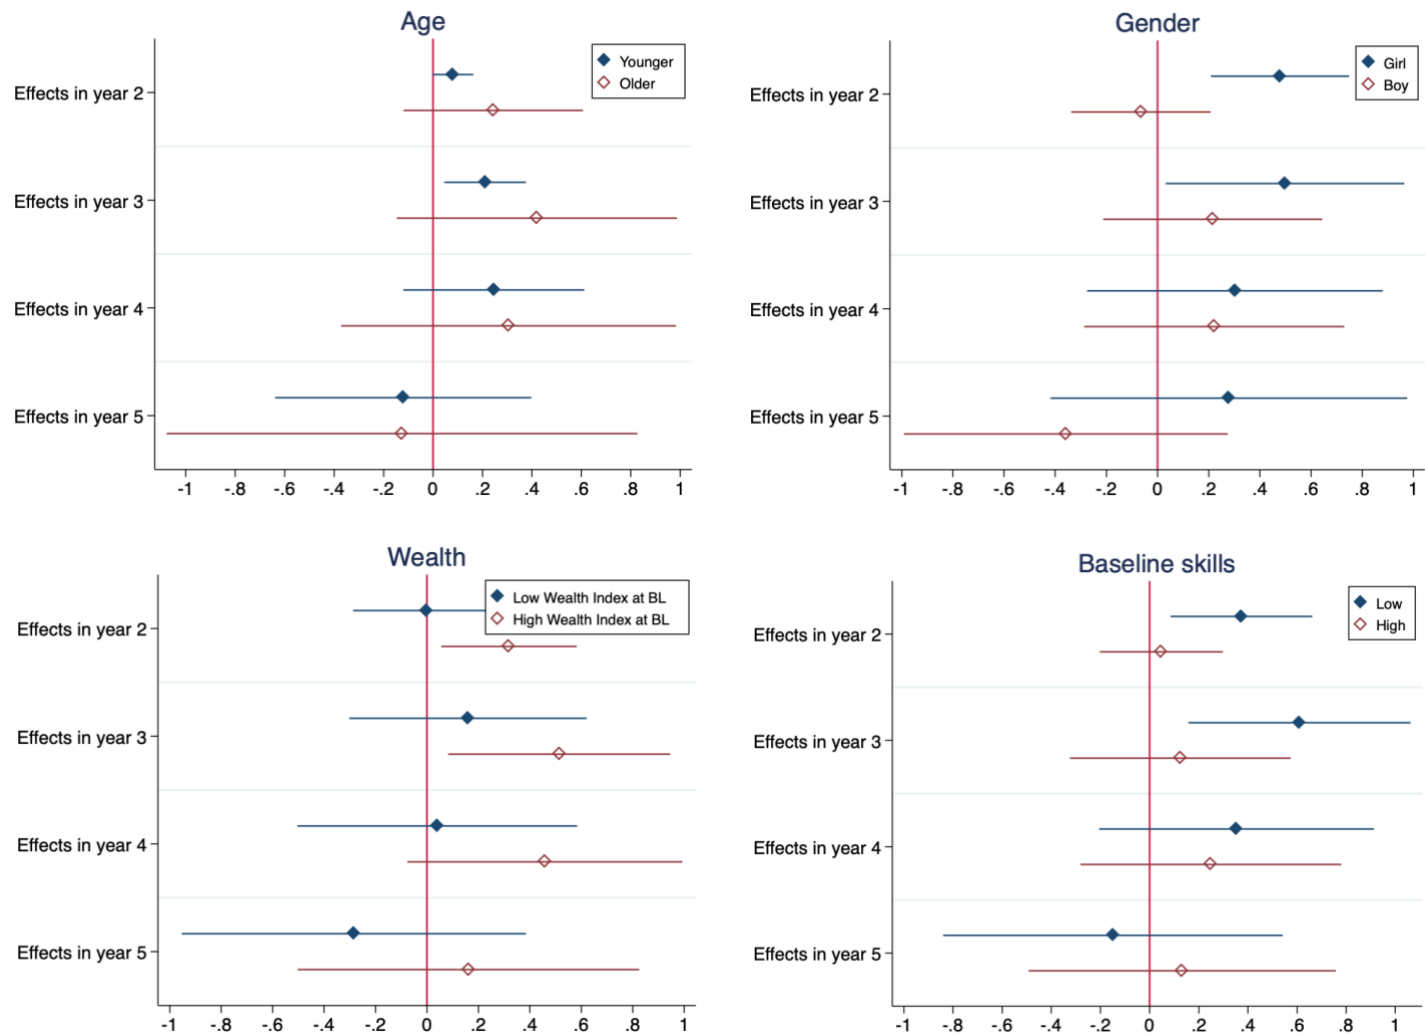 Age
Younger
Older
Effects in year 2
Effects in year 3
Effects in year 4
Effects in year 5
-1 -.8 -.6 -.4 -.2 0 .2 .4 .6 .8 1
Gender
Girl
Boy
Effects in year 2
Effects in year 3
Effects in year 4
Effects in year 5
-1 -.8 -.6 -.4 -.2 0 .2 .4 .6 .8 1
Wealth
Low Wealth Index at BL
High Wealth Index at BL
Effects in year 2
Effects in year 3
Effects in year 4
Effects in year 5
-1 -.8 -.6 -.4 -.2 0 .2 .4 .6 .8 1
Baseline skills
Low
High
Effects in year 2
Effects in year 3
Effects in year 4
Effects in year 5
-1 -.8 -.6 -.4 -.2 0 .2 .4 .6 .8 1